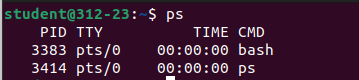 student@312-23:~$ ps
    PID TTY          TIME CMD
   3383 pts/0    00:00:00 bash
   3414 pts/0    00:00:00 ps